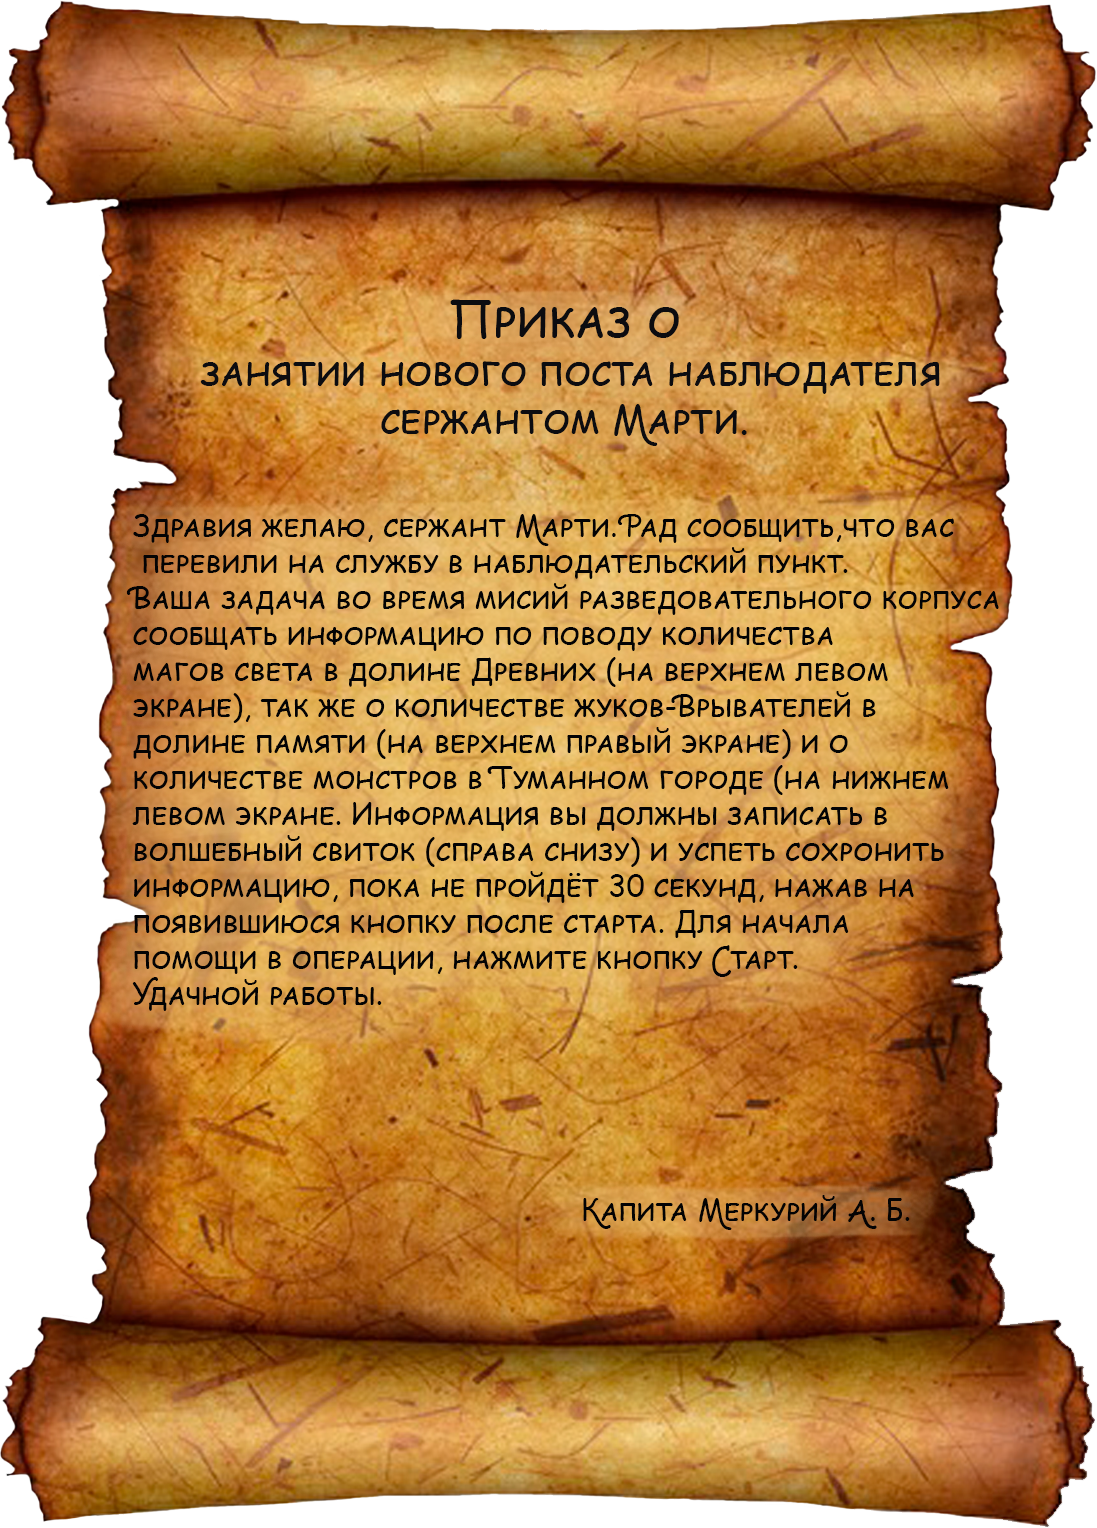 Приказ о
занятии нового поста наблюдателя
сержантом Марти.
Здравия желаю, сержант Марти.Рад сообщить,что вас
перевили на службу в наблюдательский пункт.
Ваша задача во время мисий разведовательного корпуса
сообщать информацию по поводу количества
магов света в долине Древних (на верхнем левом
экране), так же о количестве жуков-Врывателей в
долине памяти (на верхнем правый экране) и о
количестве монстров в Туманном городе (на нижнем
левом экране. Информация вы должны записать в
волшебный свиток (справа снизу) и успеть сохронить
информацию, пока не пройдёт 30 секунд, нажав на
появившиюся кнопку после старта. Для начала
помощи в операции, нажмите кнопку Старт.
Удачной работы.
Капита Меркурий А. Б.